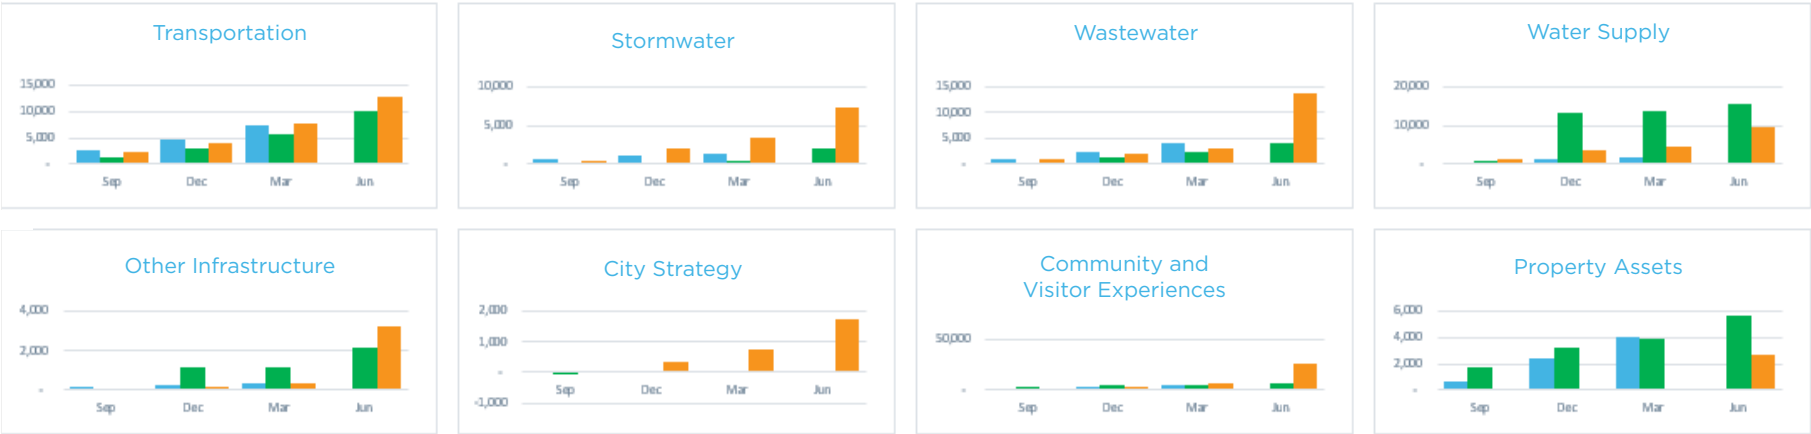 Transportation
15,000
10,000
5,000
-
Sep Dec Mar Jun
Stormwater
10,000
5,000
-
Sep Dec Mar Jun
Wastewater
15,000
10,000
5,000
-
Sep Dec Mar Jun
Water Supply
20,000
10,000
-
Sep Dec Mar Jun
Other Infrastructure
4,000
2,000
-
Sep Dec Mar Jun
City Strategy
2,000
1,000
-
-1,000
Sep Dec Mar Jun
Community and
Visitor Experiences
50,000
-
Sep Dec Mar Jun
Property Assets
6,000
4,000
2,000
-
Sep Dec Mar Jun